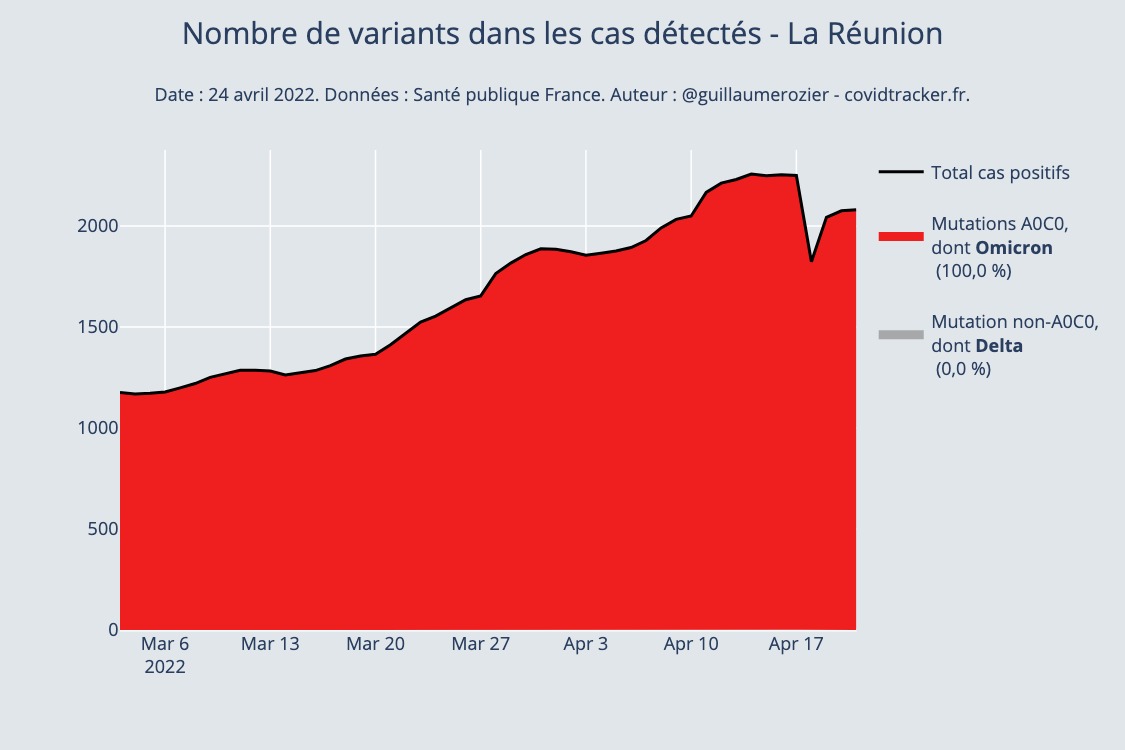 Nombre de variants dans les cas détectés - La Réunion
Date : 24 avril 2022. Données : Santé publique France. Auteur : @guillaumerozier - covidtracker.fr.
Total cas positifs
Mutations A0C0,
dont Omicron
(100,0 %)
Mutation non-A0C0,
dont Delta
(0,0 %)
2000
1500
1000
500
0
Mar 6 Mar 13 Mar 20 Mar 27 Apr 3 Apr 10 Apr 17
2022